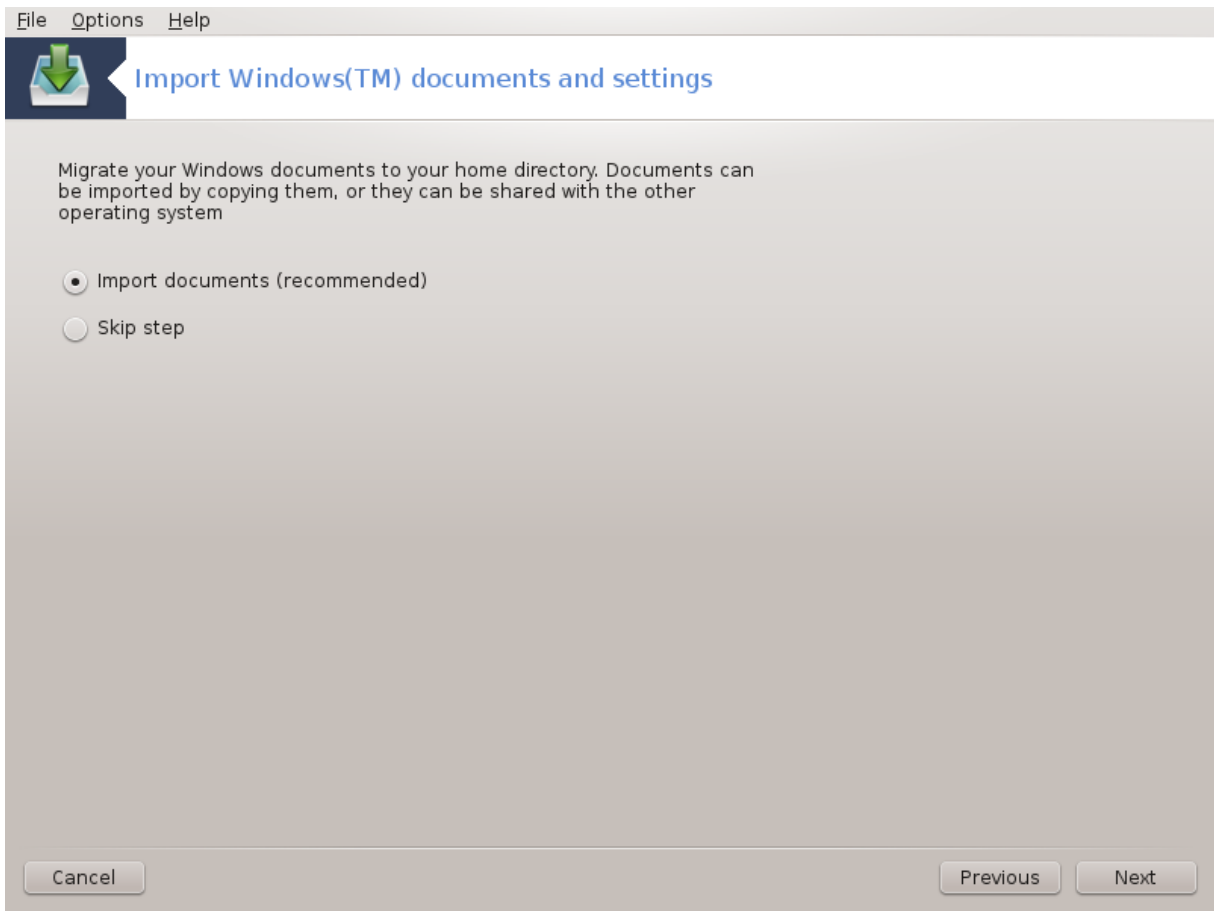 File Options Help
Import Windows(TM) documents and settings
Migrate your Windows documents to your home directory. Documents can
be imported by copying them, or they can be shared with the other
operating system
Import documents (recommended)
Skip step
Cancel Previous Next